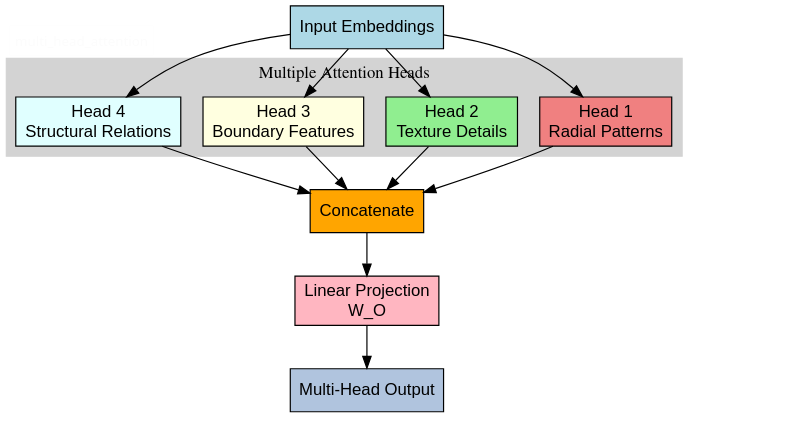 Input Embeddings
Multiple Attention Heads
Head 4
Structural Relations
Head 3
Boundary Features
Head 2
Texture Details
Head 1
Radial Patterns
Concatenate
Linear Projection
W_O
Multi-Head Output